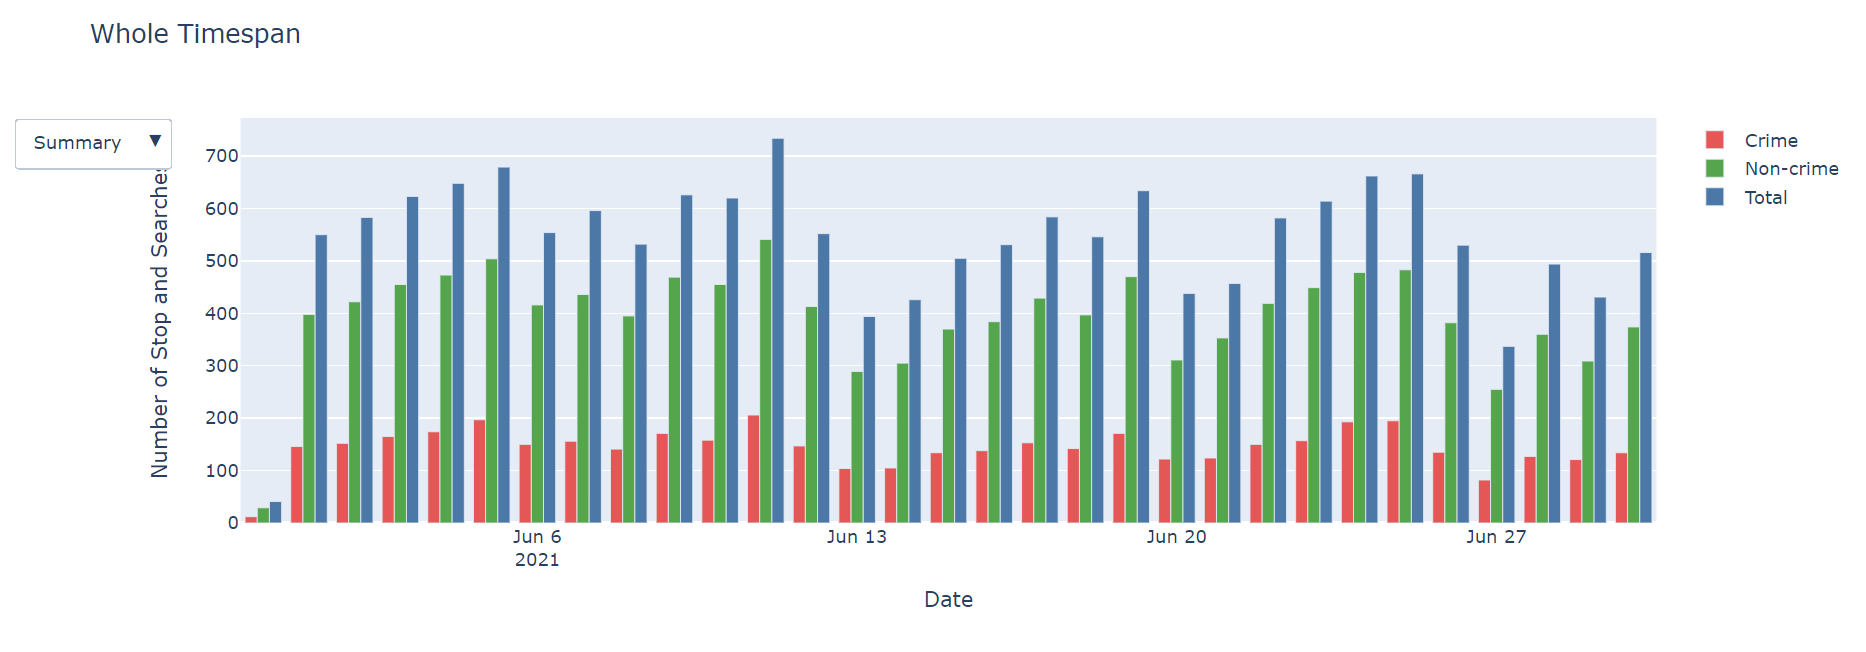 Whole Timespan
Summary ▼
Number of Stop and Searches
700
600
500
400
300
200
100
0
Jun 6
2021
Jun 13
Jun 20
Jun 27
Date
Crime
Non-crime
Total